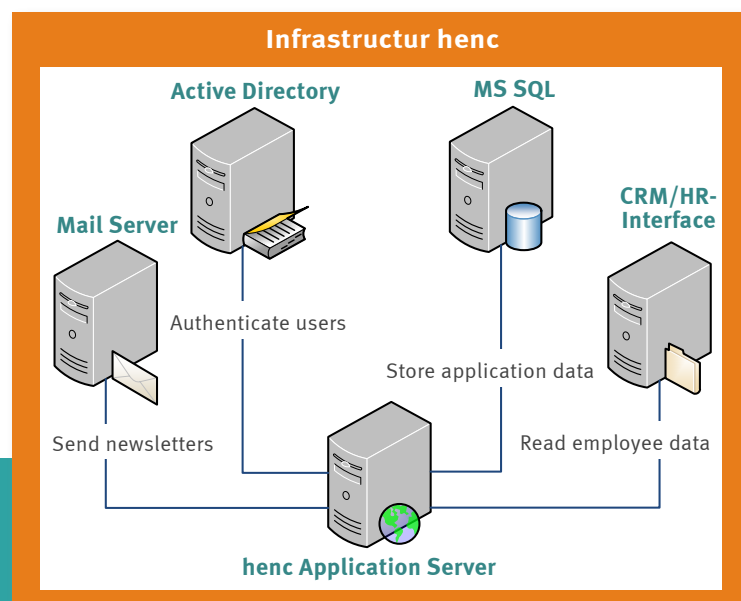 Infrastructur henc
Active Directory
MS SQL
CRM/HR-
Interface
Mail Server
Authenticate users
Store application data
Send newsletters
Read employee data
henc Application Server